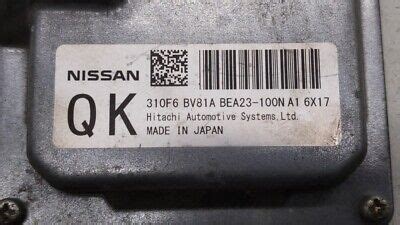 NISSAN
QK
310F6 BV81A BEA23-100N A1 6X17
Hitachi Automotive Systems,Ltd.
MADE IN JAPAN